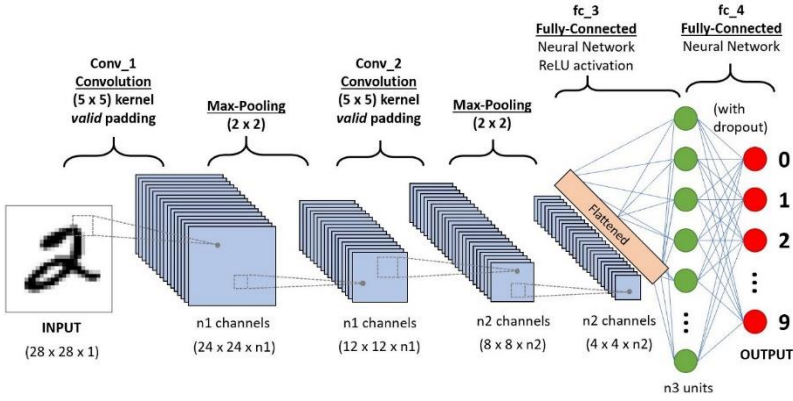 fc_3
Fully-Connected
Neural Network
ReLU activation
fc_4
Fully-Connected
Neural Network
Conv_1
Convolution
(5 x 5) kernel
valid padding
Max-Pooling
(2 x 2)
Conv_2
Convolution
(5 x 5) kernel
valid padding
Max-Pooling
(2 x 2)
(with
dropout)
2
Flattened
0
1
2
9
INPUT
(28 x 28 x 1)
n1 channels
(24 x 24 x n1)
n1 channels
(12 x 12 x n1)
n2 channels
(8 x 8 x n2)
n2 channels
(4 x 4 x n2)
OUTPUT
n3 units